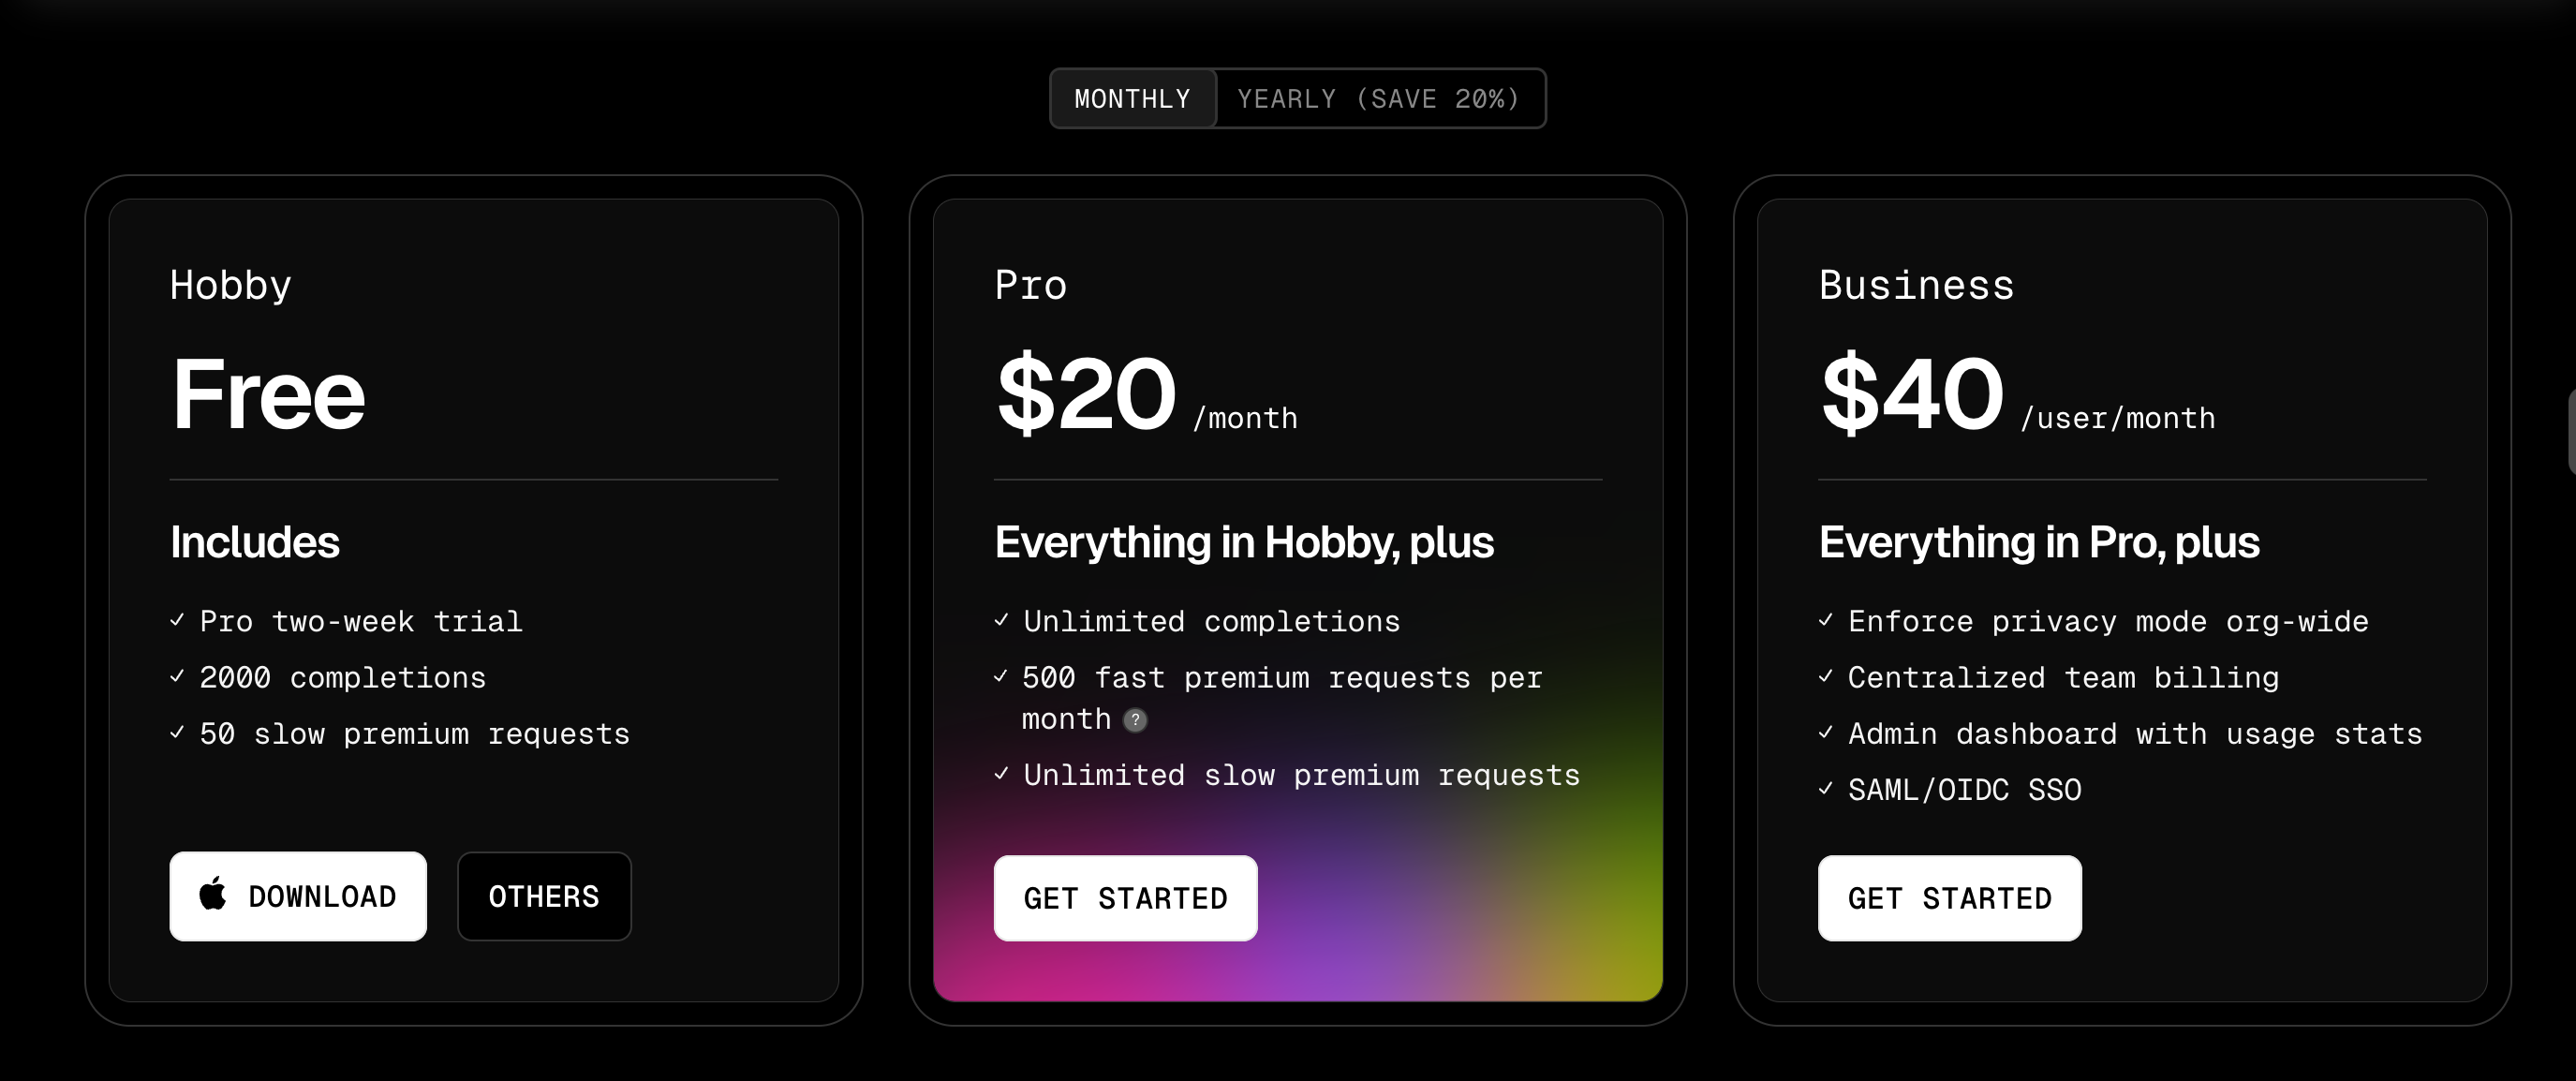 MONTHLY
YEARLY (SAVE 20%)
Hobby
Free
Includes
Pro two-week trial
2000 completions
50 slow premium requests
DOWNLOAD
OTHERS
Pro
$20 /month
Everything in Hobby, plus
Unlimited completions
500 fast premium requests per
month ?
Unlimited slow premium requests
GET STARTED
Business
$40 /user/month
Everything in Pro, plus
Enforce privacy mode org-wide
Centralized team billing
Admin dashboard with usage stats
SAML/OIDC SSO
GET STARTED